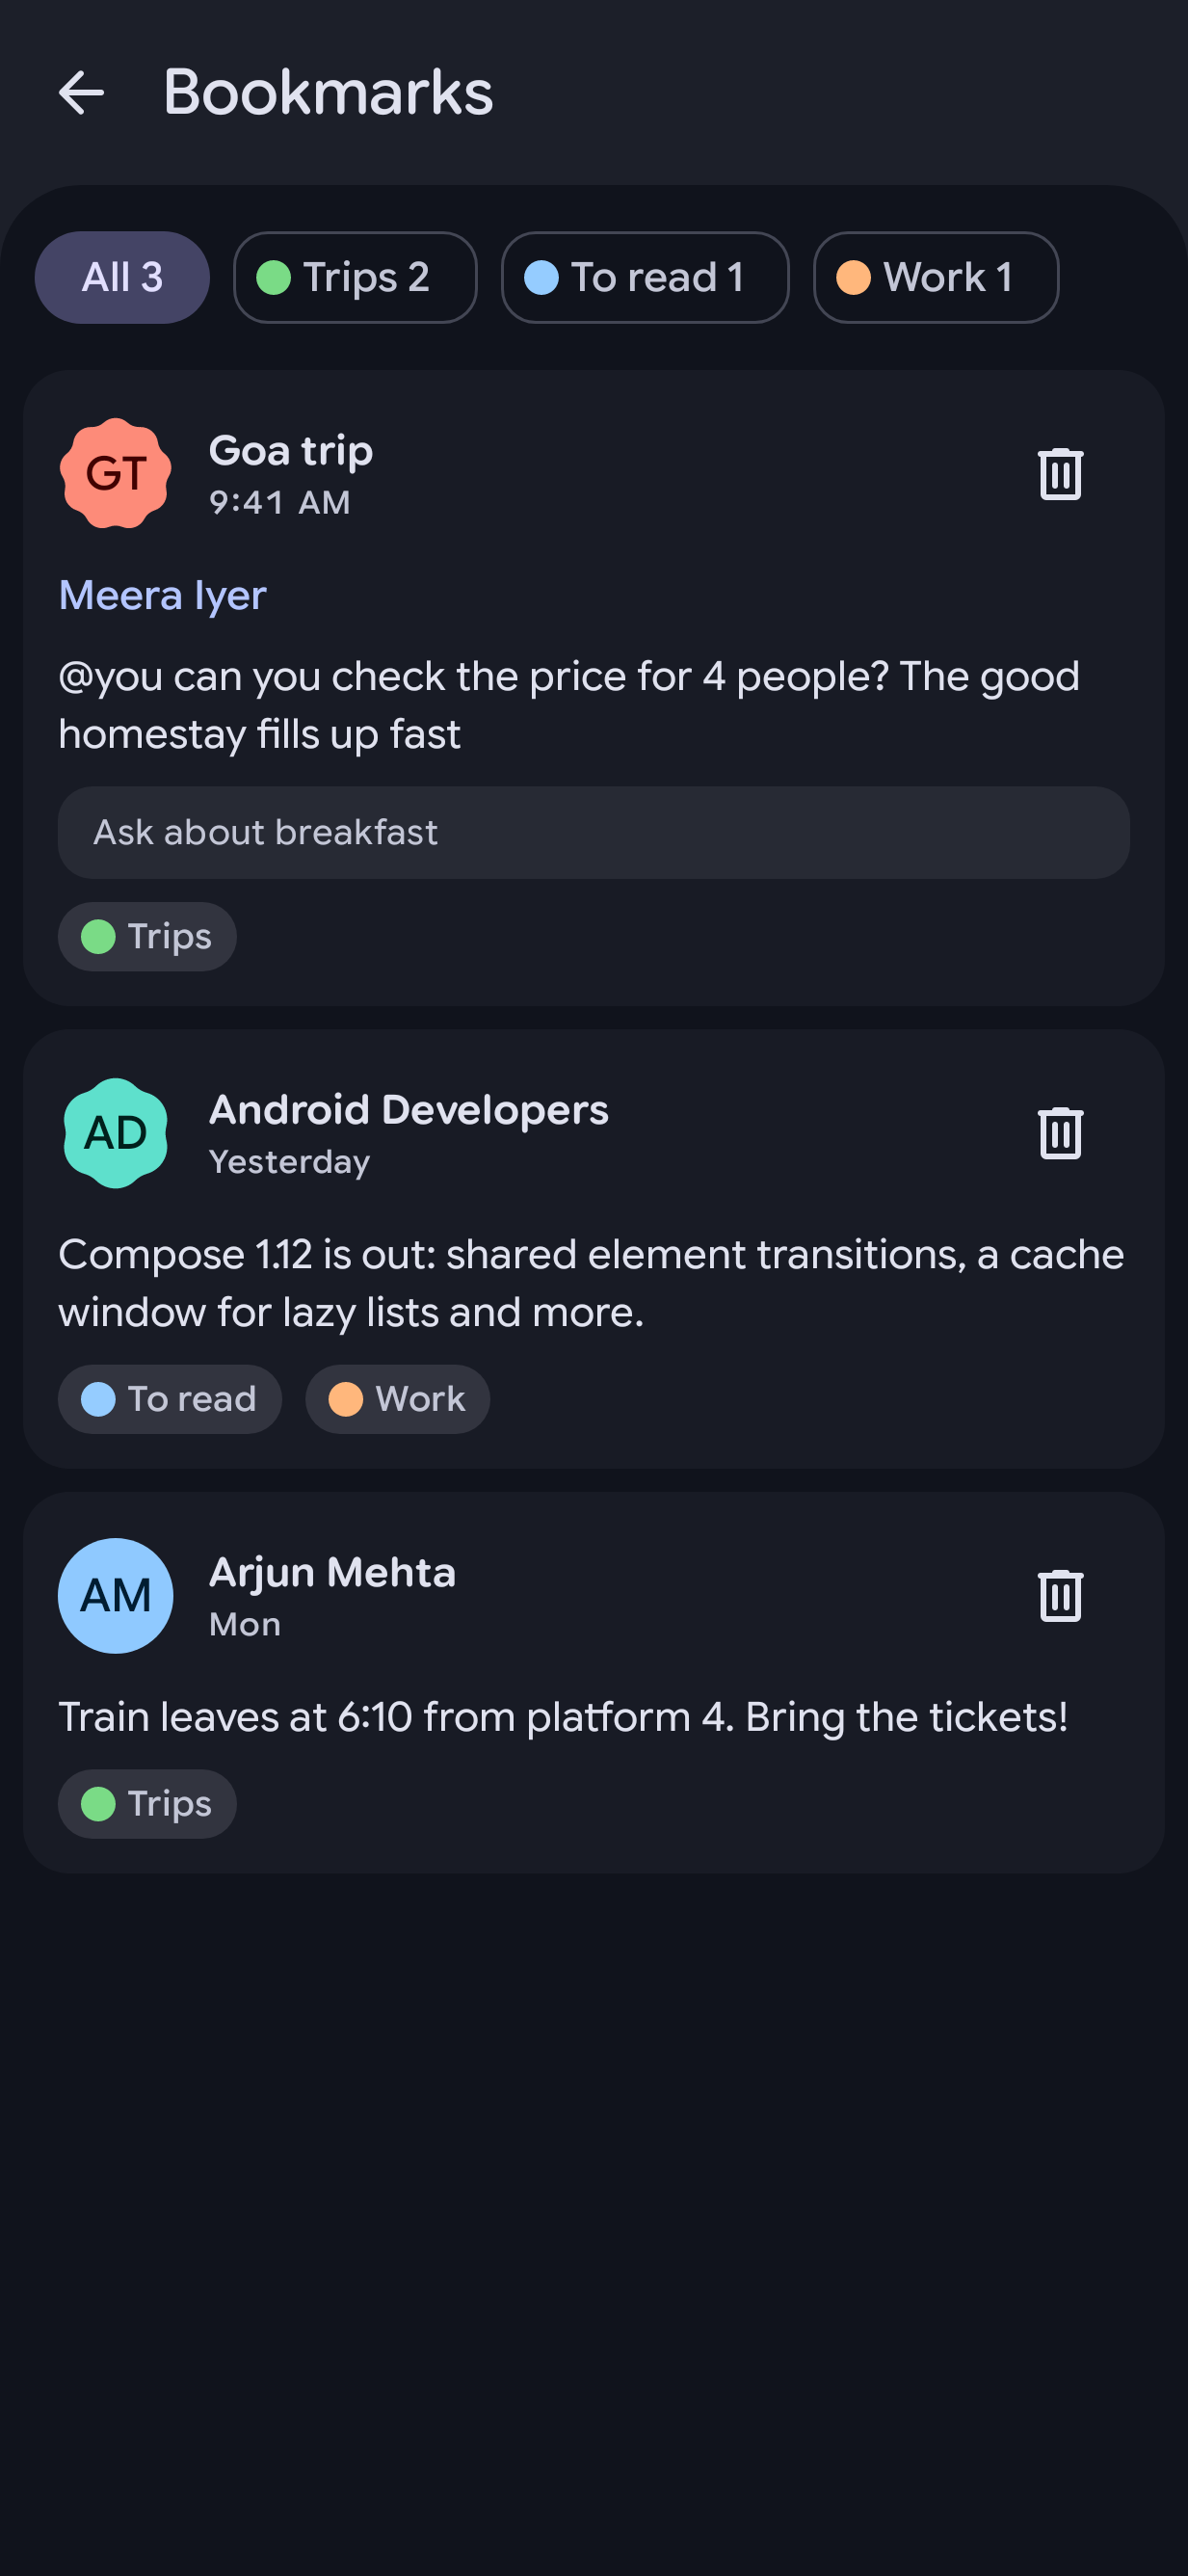 Bookmarks
All 3
Trips 2
To read 1
Work 1
GT
Goa trip
9:41 AM
Meera Iyer
@you can you check the price for 4 people? The good
homestay fills up fast
Ask about breakfast
Trips
AD
Android Developers
Yesterday
Compose 1.12 is out: shared element transitions, a cache
window for lazy lists and more.
To read
Work
AM
Arjun Mehta
Mon
Train leaves at 6:10 from platform 4. Bring the tickets!
Trips